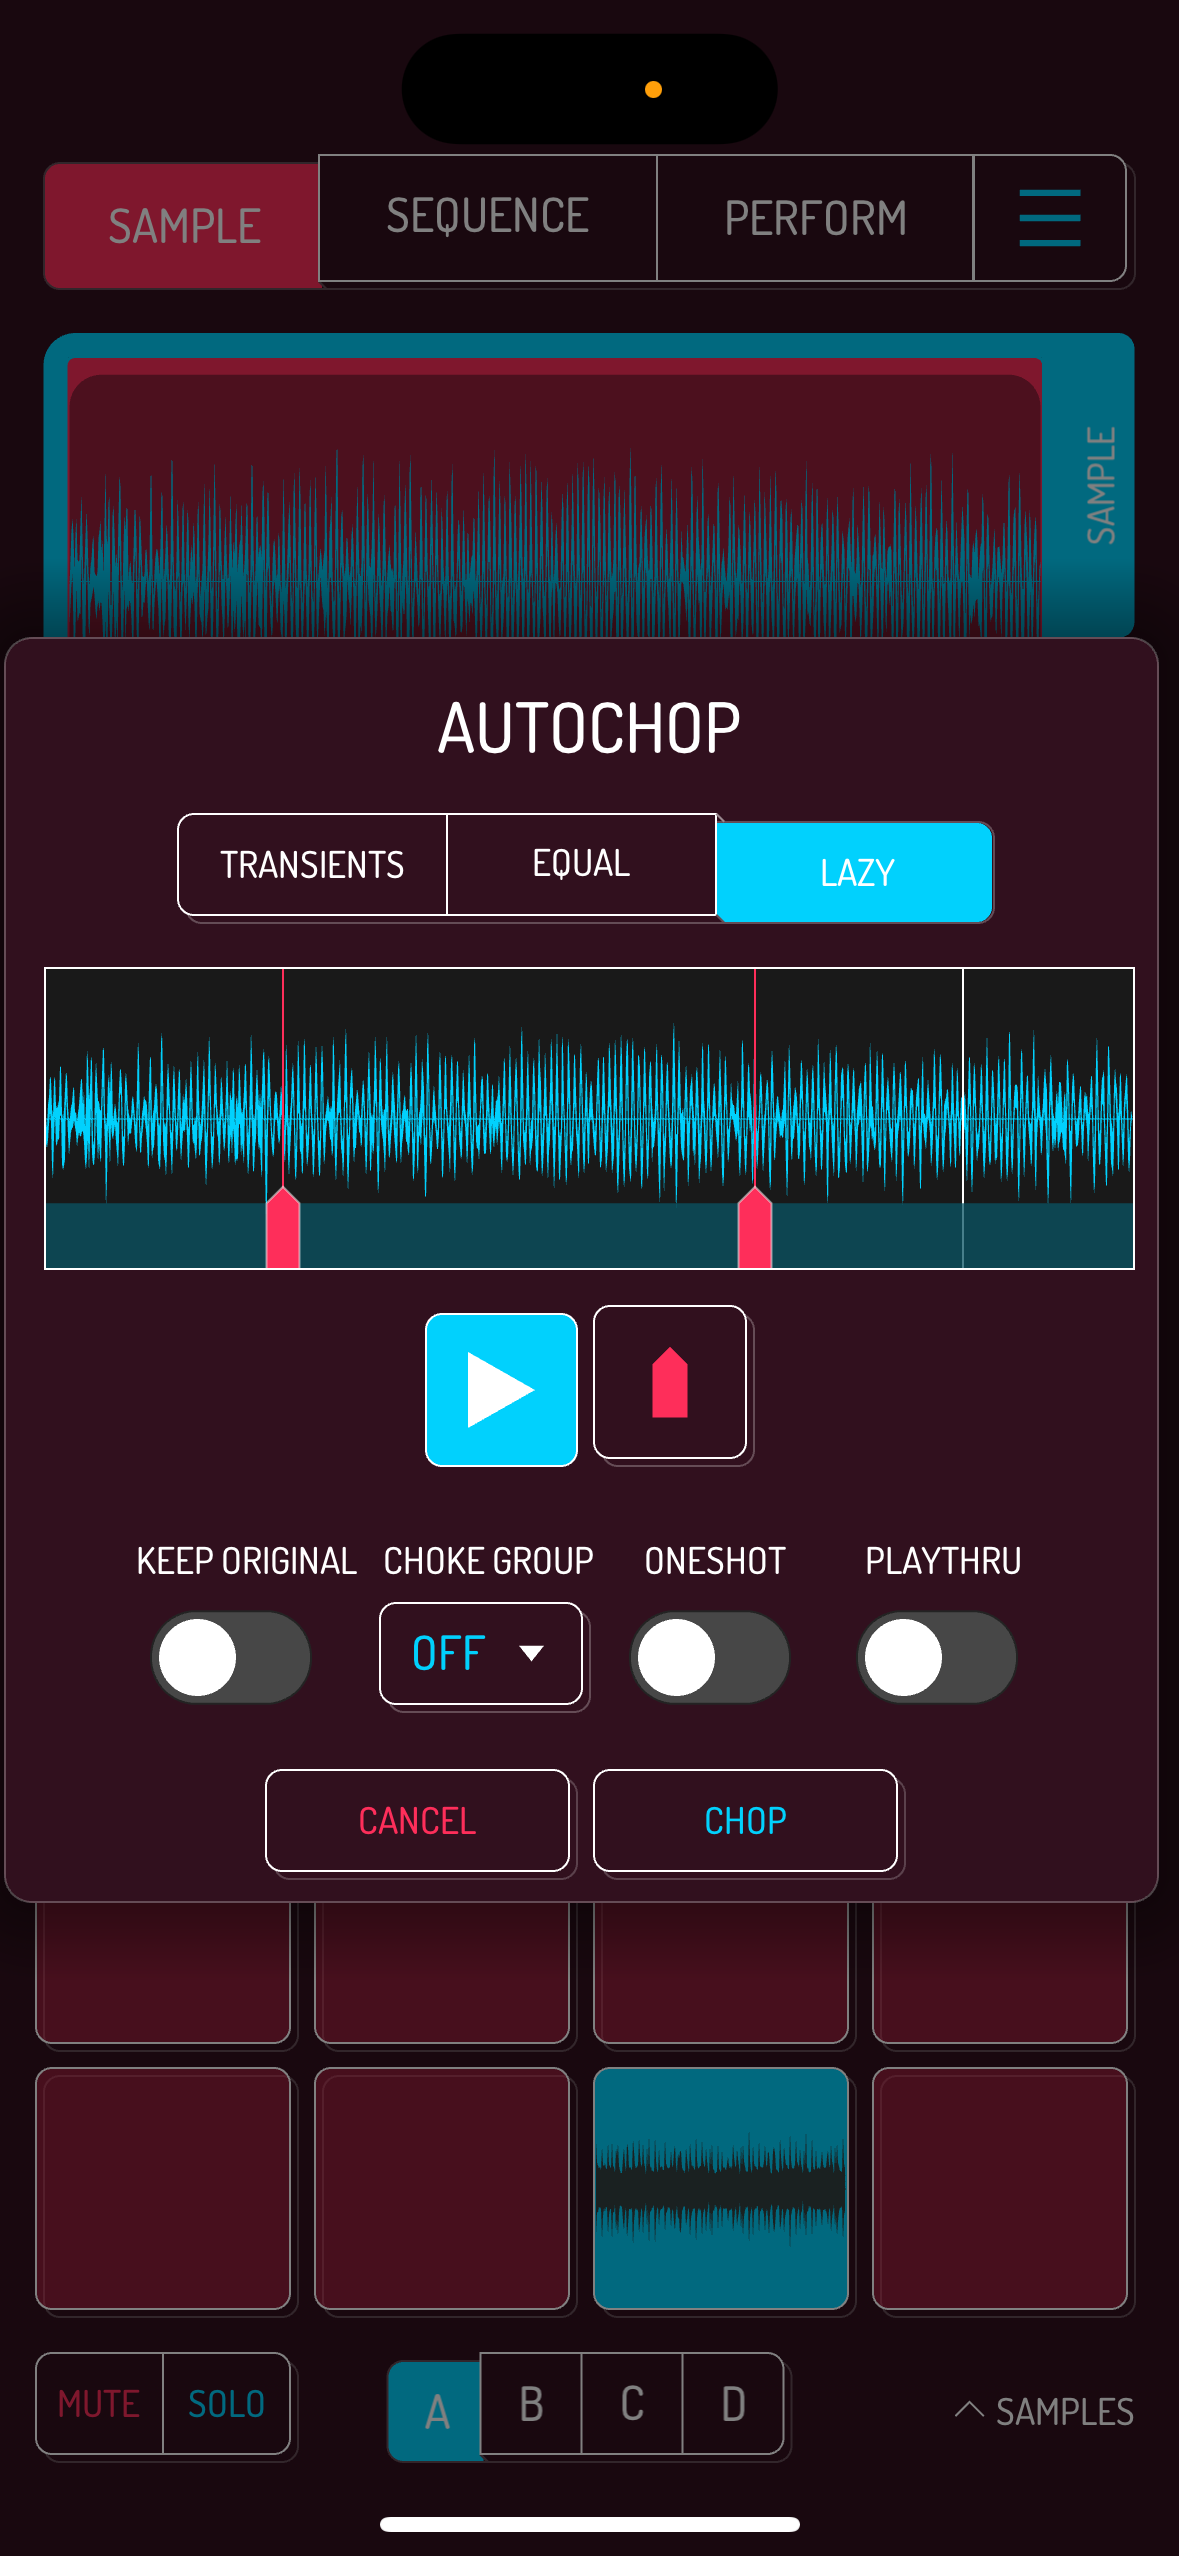 SAMPLE
SEQUENCE
PERFORM
SAMPLE
AUTOCHOP
TRANSIENTS
EQUAL
LAZY
KEEP ORIGINAL
CHOKE GROUP
ONESHOT
PLAYTHRU
OFF
CANCEL
CHOP
MUTE
SOLO
A
B
C
D
SAMPLES